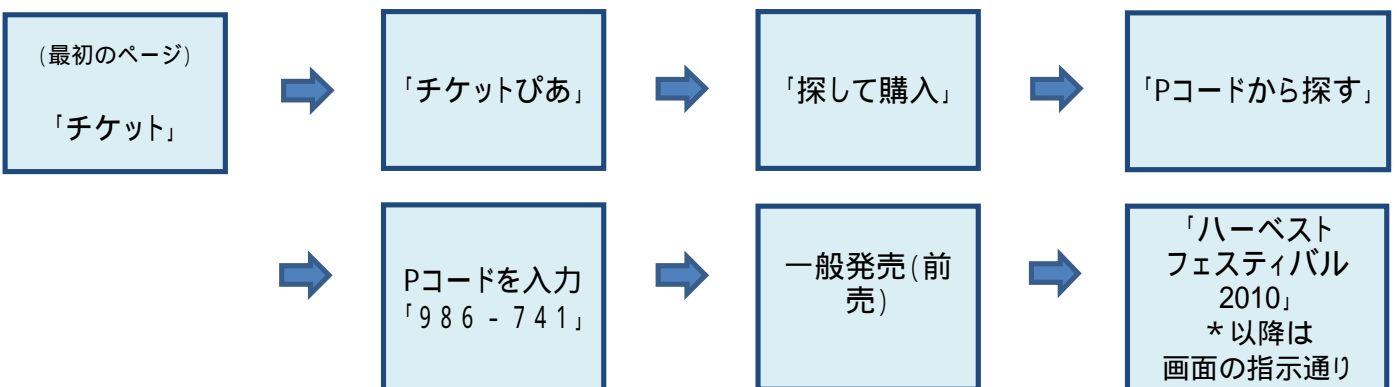 (最初のページ)
「チケット」
「チケットぴあ」
「探して購入」
「Pコードから探す」
Pコードを入力
「986-741」
一般発売(前
売)
「ハーベスト
フェスティバル
2010」
*以降は
画面の指示通り